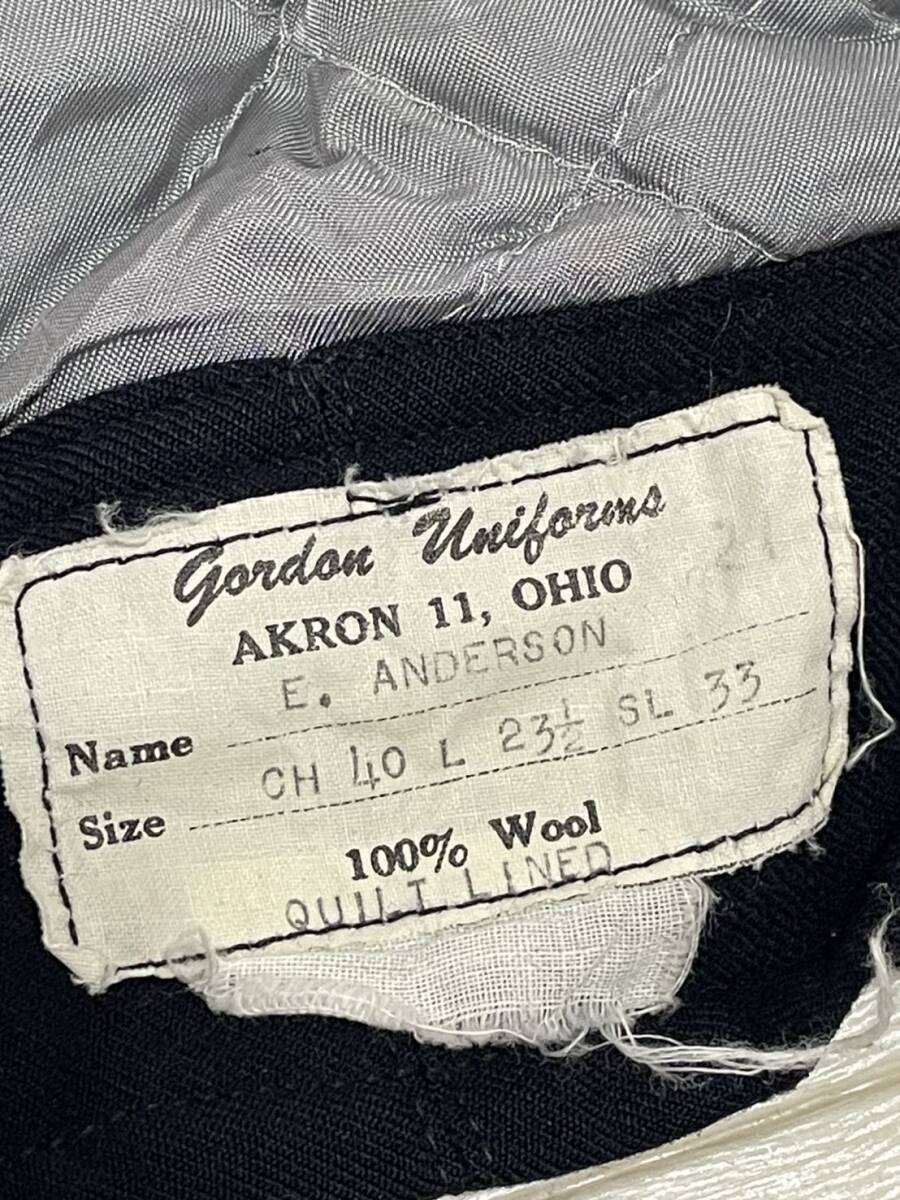 Gordon Uniforms
AKRON 11, OHIO
E. ANDERSON
Name
CH 40 L 23½ SL 33
Size
100% Wool
QUILT LINED